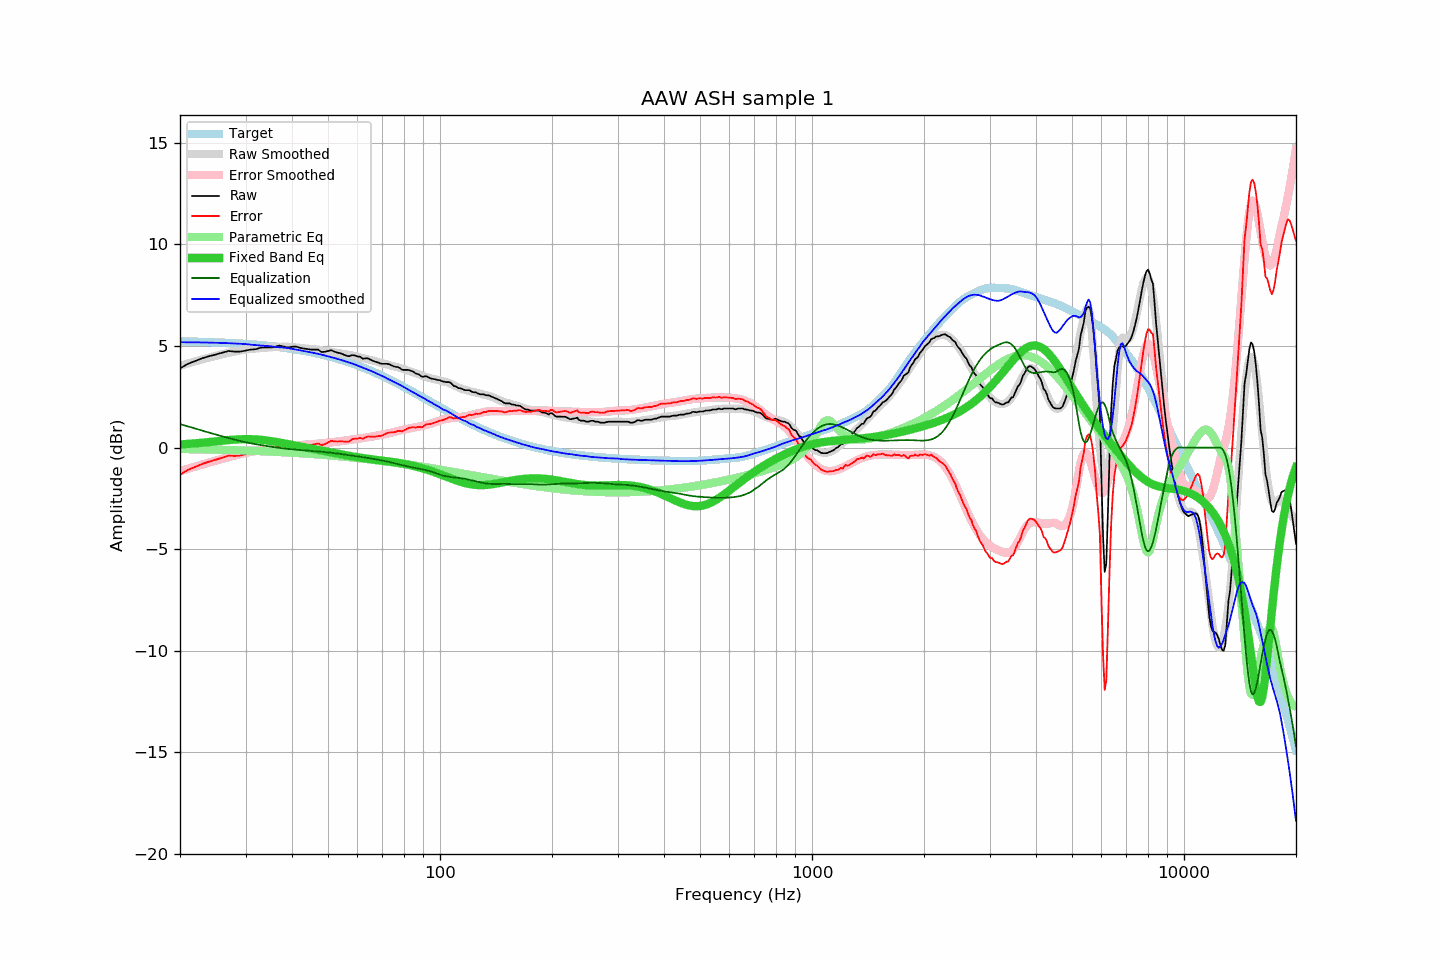 AAW ASH sample 1
Target
Raw Smoothed
Error Smoothed
Raw
Error
Parametric Eq
Fixed Band Eq
Equalization
Equalized smoothed
15
10
5
0
−5
−10
−15
−20
Amplitude (dBr)
100
1000
10000
Frequency (Hz)